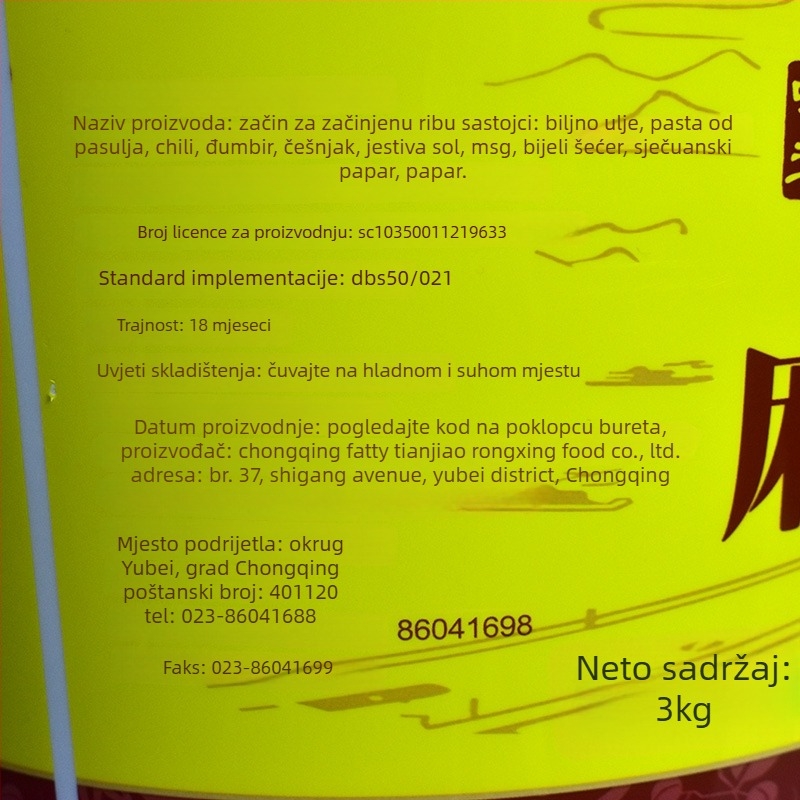 Naziv proizvoda: začin za začinjenu ribu sastojci: biljno ulje, pasta od
pasulja, chili, đumbir, češnjak, jestiva sol, msg, bijeli šećer, sječuanski
papar, papar.
Broj licence za proizvodnju: sc10350011219633
Standard implementacije: dbs50/021
Trajnost: 18 mjeseci
Uvjeti skladištenja: čuvajte na hladnom i suhom mjestu
Datum proizvodnje: pogledajte kod na poklopcu bureta,
proizvođač: chongqing fatty tianjiao rongxing food co., ltd.
adresa: br. 37, shigang avenue, yubei district, Chongqing
Mjesto podrijetla: okrug
Yubei, grad Chongqing
poštanski broj: 401120
tel: 023-86041688
86041698
Faks: 023-86041699
Neto sadržaj:
3kg